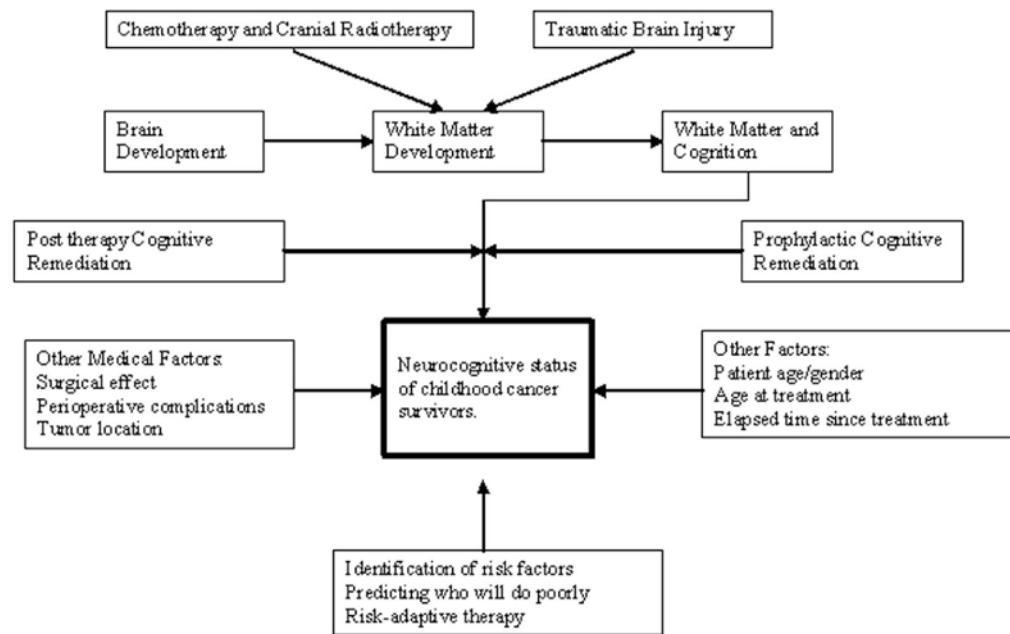 Chemotherapy and Cranial Radiotherapy
Traumatic Brain Injury
Brain
Development
White Matter
Development
White Matter and
Cognition
Post therapy Cognitive
Remediation
Prophylactic Cognitive
Remediation
Other Medical Factors:
Surgical effect
Perioperative complications
Tumor location
Neurocognitive status
of childhood cancer
survivors.
Other Factors:
Patient age/gender
Age at treatment
Elapsed time since treatment
Identification of risk factors
Predicting who will do poorly
Risk-adaptive therapy